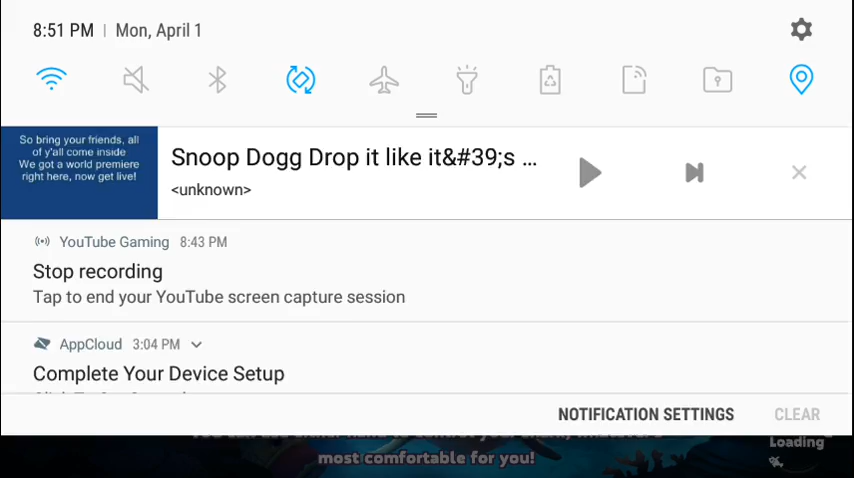 8:51 PM | Mon, April 1
So bring your friends, all
of y'all come inside
We got a world premiere
right here, now get live!
Snoop Dogg Drop it like it&#39;s ...
<unknown>
YouTube Gaming 8:43 PM
Stop recording
Tap to end your YouTube screen capture session
AppCloud 3:04 PM
Complete Your Device Setup
NOTIFICATION SETTINGS CLEAR
Loading
most comfortable for you!